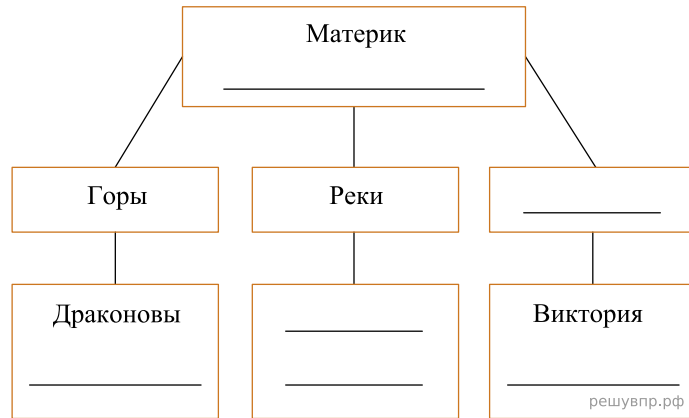 Материк
Горы
Реки
Драконовы
Виктория
решувпр.рф